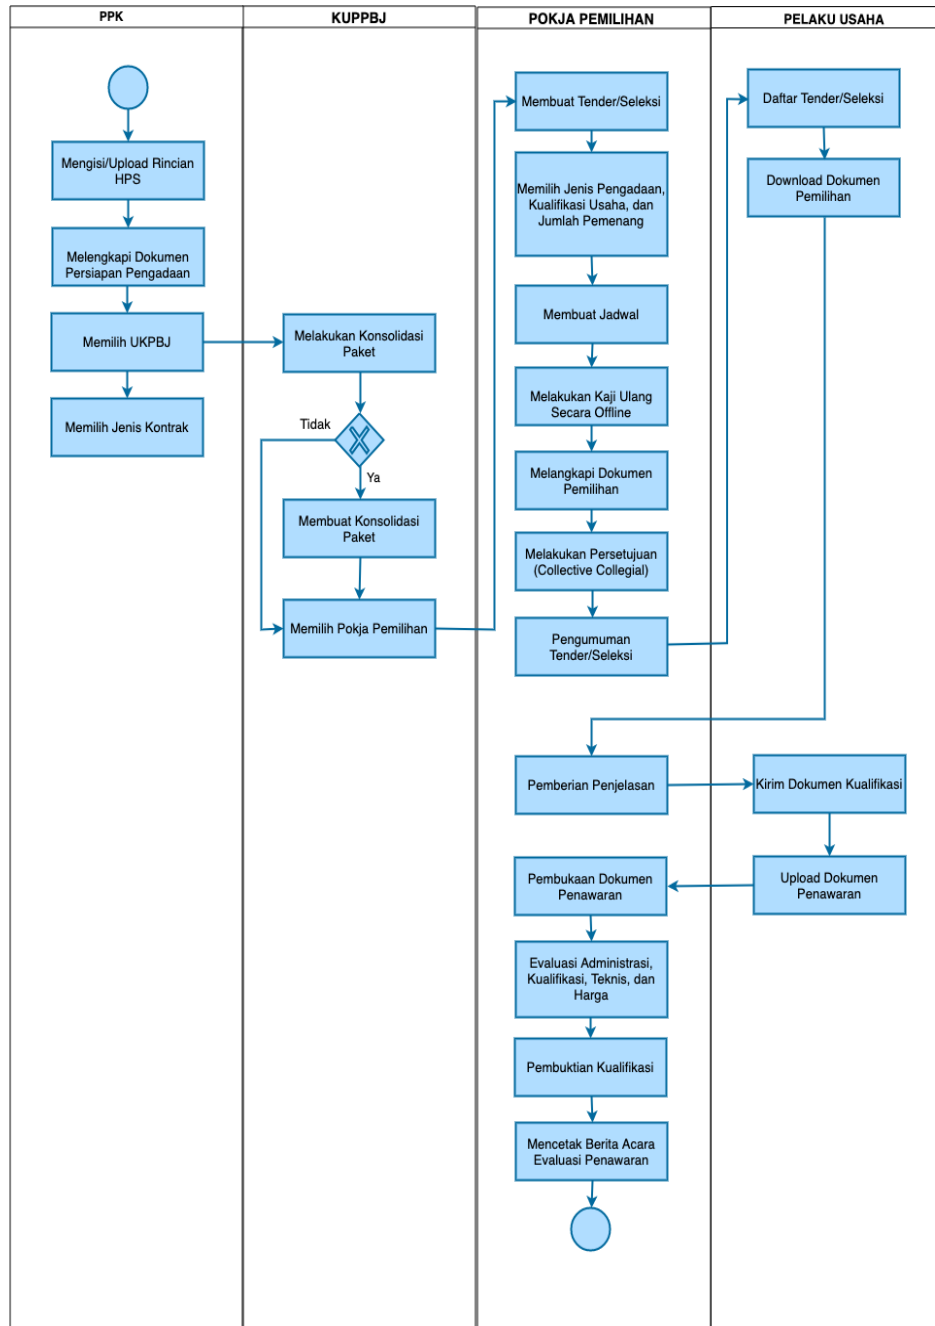 PPK
KUPPBJ
POKJA PEMILIHAN
PELAKU USAHA
Mengisi/Upload Rincian
HPS
Melengkapi Dokumen
Persiapan Pengadaan
Memilih UKPBJ
Memilih Jenis Kontrak
Melakukan Konsolidasi
Paket
Tidak
Ya
Membuat Konsolidasi
Paket
Memilih Pokja Pemilihan
Membuat Tender/Seleksi
Memilih Jenis Pengadaan,
Kualifikasi Usaha, dan
Jumlah Pemenang
Membuat Jadwal
Melakukan Kaji Ulang
Secara Offline
Melangkapi Dokumen
Pemilihan
Melakukan Persetujuan
(Collective Collegial)
Pengumuman
Tender/Seleksi
Daftar Tender/Seleksi
Download Dokumen
Pemilihan
Pemberian Penjelasan
Kirim Dokumen Kualifikasi
Upload Dokumen
Penawaran
Pembukaan Dokumen
Penawaran
Evaluasi Administrasi,
Kualifikasi, Teknis, dan
Harga
Pembuktian Kualifikasi
Mencetak Berita Acara
Evaluasi Penawaran